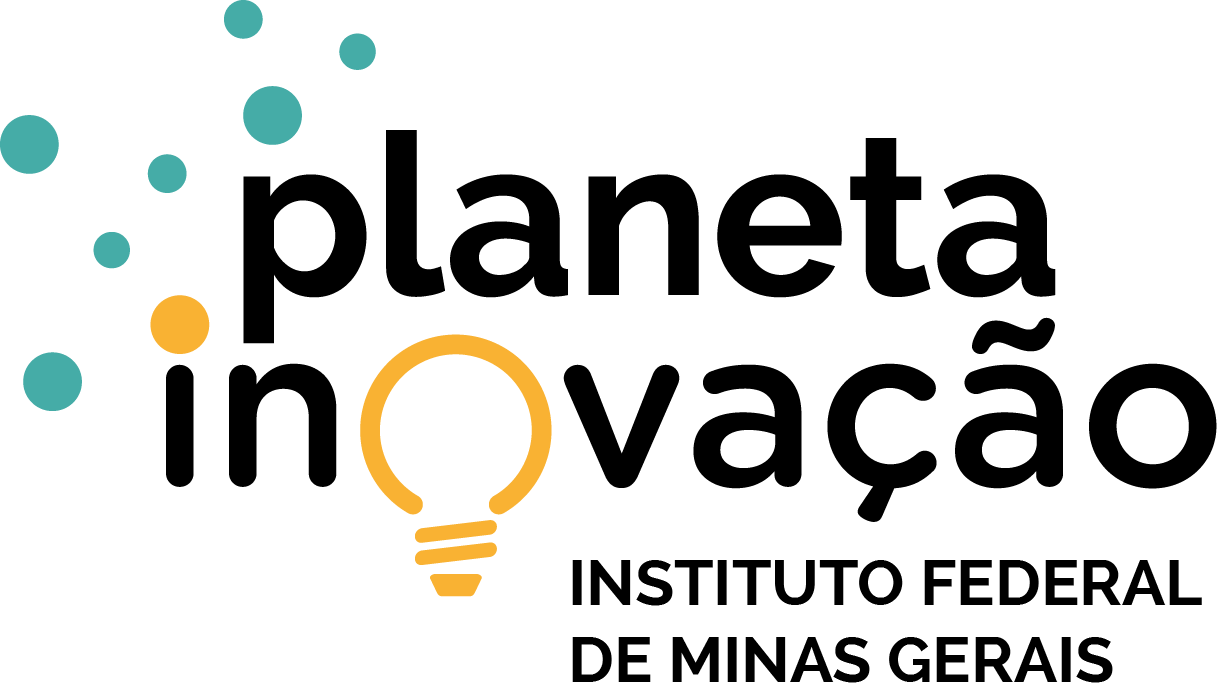 planeta
inovação
INSTITUTO FEDERAL
DE MINAS GERAIS